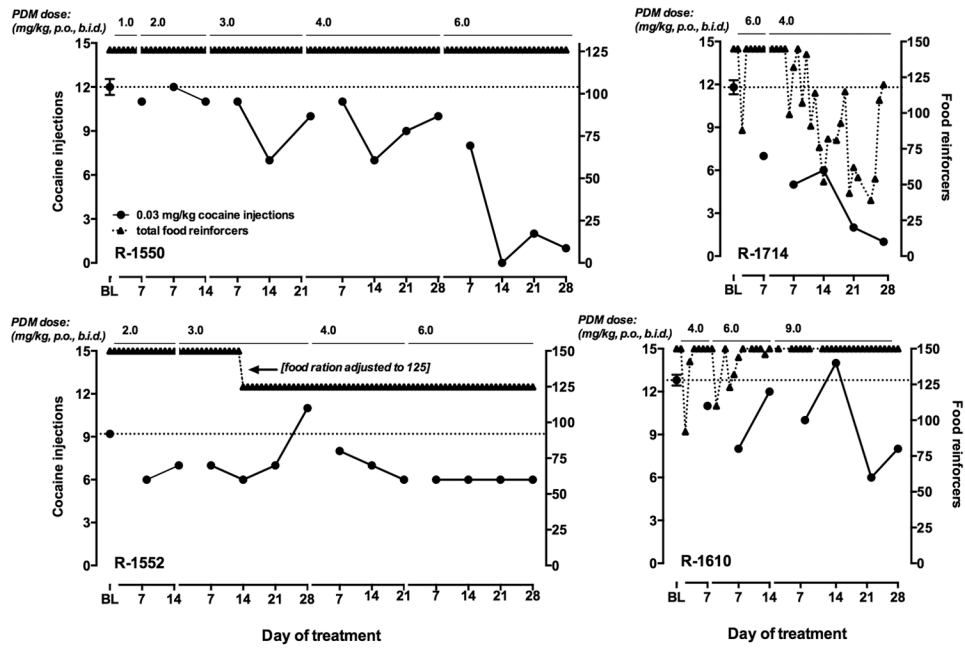 PDM dose:
(mg/kg, p.o., b.i.d.)
1.0 2.0 3.0 4.0 6.0
15
12
9
6
3
0
Cocaine injections
125
100
75
50
25
0
0.03 mg/kg cocaine injections
total food reinforcers
R-1550
BL 7 7 14 7 14 21 7 14 21 28 7 14 21 28
PDM dose:
(mg/kg, p.o., b.i.d.)
6.0 4.0
15
12
9
6
3
0
150
125
100
75
50
25
0
Food reinforcers
R-1714
BL 7 7 14 21 28
PDM dose:
(mg/kg, p.o., b.i.d.)
2.0 3.0 4.0 6.0
15
12
9
6
3
0
Cocaine injections
150
125
100
75
50
25
0
[food ration adjusted to 125]
R-1552
BL 7 14 7 14 21 28 7 14 21 7 14 21 28
Day of treatment
PDM dose:
(mg/kg, p.o., b.i.d.)
4.0 6.0 9.0
15
12
9
6
3
0
150
125
100
75
50
25
0
Food reinforcers
R-1610
BL 7 7 14 7 14 21 28
Day of treatment